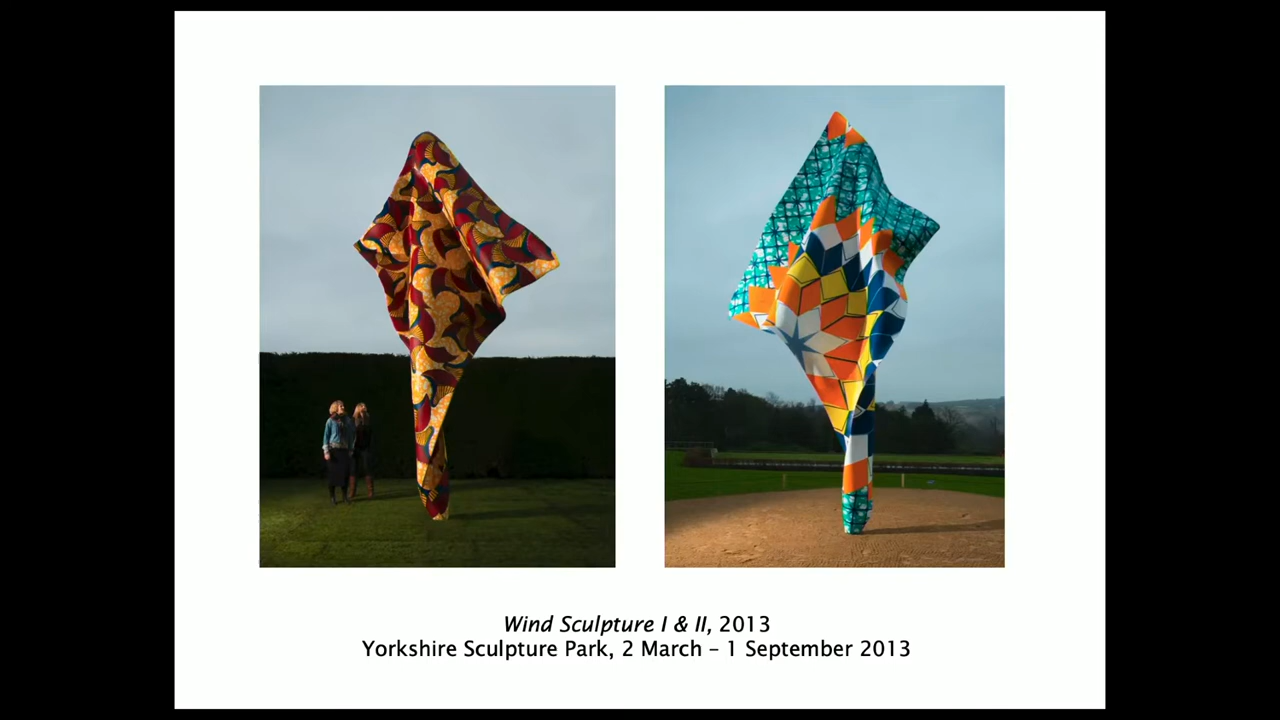 Wind Sculpture I & II, 2013
Yorkshire Sculpture Park, 2 March – 1 September 2013